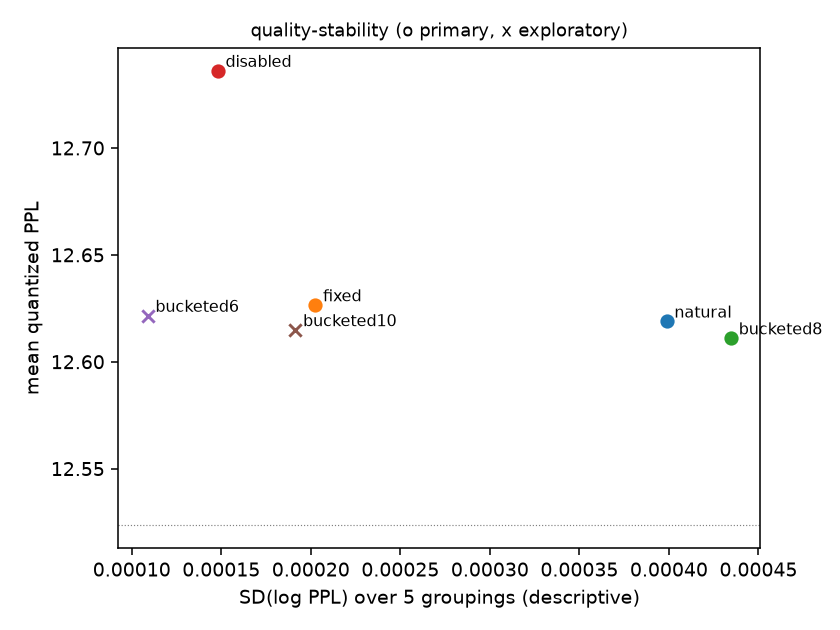 quality-stability (o primary, x exploratory)
disabled
12.70
mean quantized PPL
12.65
fixed
bucketed6
natural
bucketed10
bucketed8
12.60
12.55
0.00010 0.00015 0.00020 0.00025 0.00030 0.00035 0.00040 0.00045
SD(log PPL) over 5 groupings (descriptive)